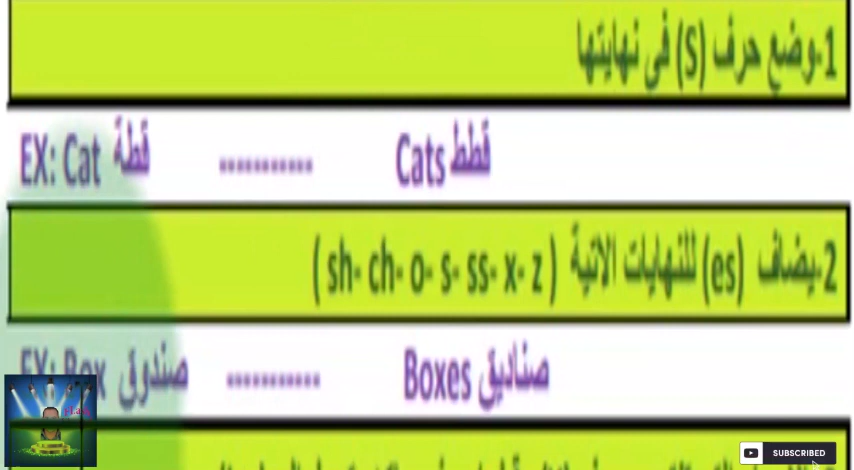 1-وضع حرف (S) فى نهايتها
EX: Cat قطة ........... Cats قطط
2-يضاف (es) للنهايات الاتية ( sh- ch- o- s- ss- x- z )
EX: Box صندوق ........... Boxes صناديق
SUBSCRIBED